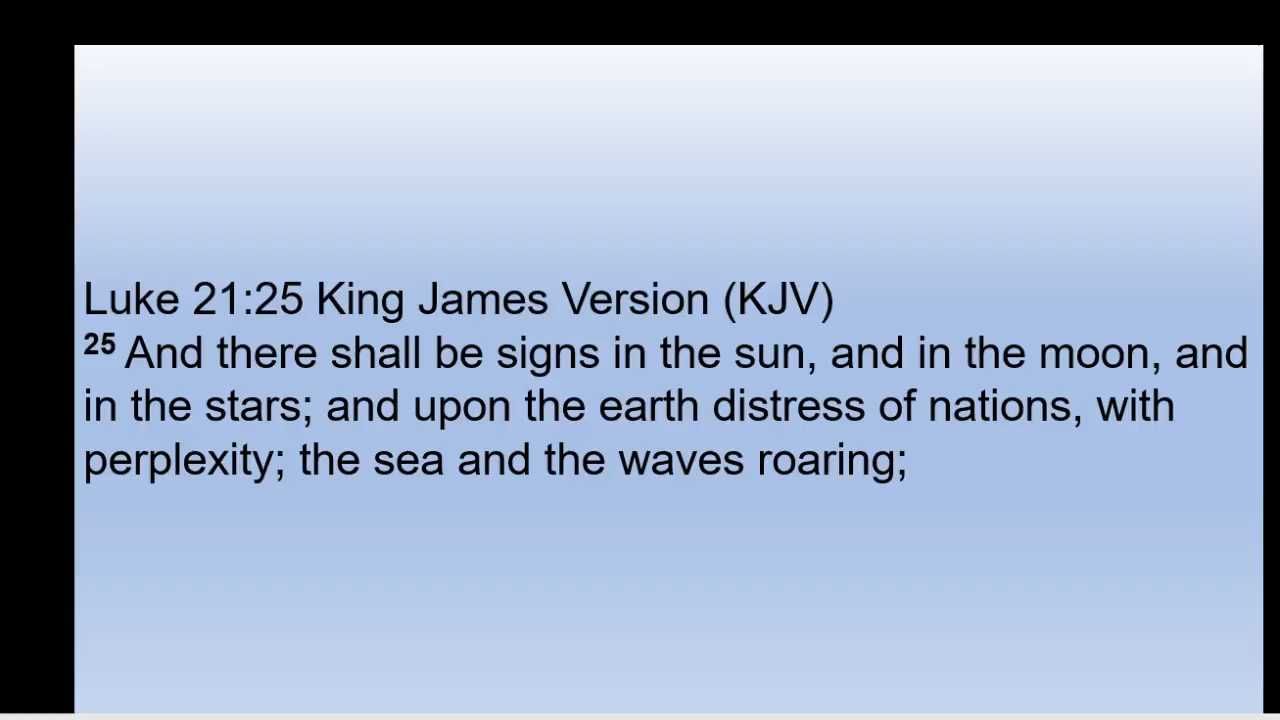 Luke 21:25 King James Version (KJV)
25 And there shall be signs in the sun, and in the moon, and
in the stars; and upon the earth distress of nations, with
perplexity; the sea and the waves roaring;